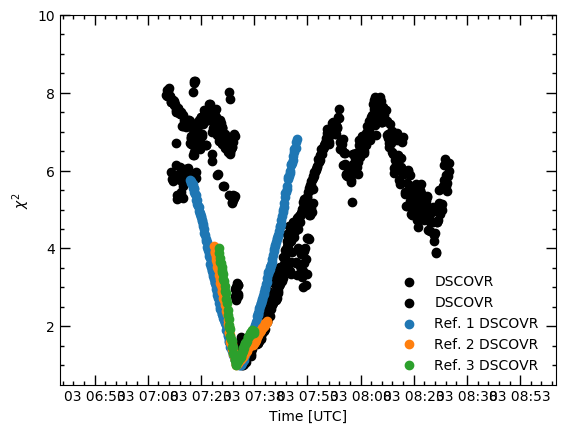 10
8
6
4
2
χ²
DSCOVR
DSCOVR
Ref. 1 DSCOVR
Ref. 2 DSCOVR
Ref. 3 DSCOVR
03 06:53 03 07:08 03 07:23 03 07:38 03 07:53 03 08:08 03 08:23 03 08:38 03 08:53
Time [UTC]